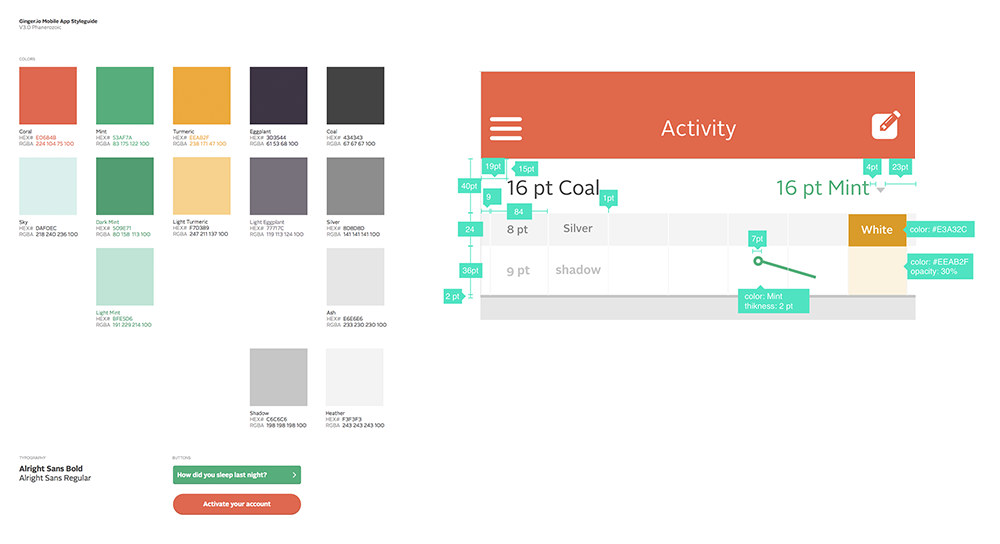 Ginger.io Mobile App Styleguide
V3.0 Phanerozoic
COLORS
Coral
HEX# E0684B
RGBA 224 104 75 100
Mint
HEX# 53AF7A
RGBA 83 175 122 100
Turmeric
HEX# EEAB2F
RGBA 238 171 47 100
Eggplant
HEX# 3D3544
RGBA 61 53 68 100
Coal
HEX# 434343
RGBA 67 67 67 100
Sky
HEX# DAF0EC
RGBA 218 240 236 100
Dark Mint
HEX# 509E71
RGBA 80 158 113 100
Light Turmeric
HEX# F7D389
RGBA 247 211 137 100
Light Eggplant
HEX# 77717C
RGBA 119 113 124 100
Silver
HEX# 8D8D8D
RGBA 141 141 141 100
Light Mint
HEX# BFE5D6
RGBA 191 229 214 100
Ash
HEX# E6E6E6
RGBA 233 230 230 100
Shadow
HEX# C6C6C6
RGBA 198 198 198 100
Heather
HEX# F3F3F3
RGBA 243 243 243 100
TYPOGRAPHY
Alright Sans Bold
Alright Sans Regular
BUTTONS
How did you sleep last night?
Activate your account
Activity
19pt
15pt
4pt
23pt
40pt
16 pt Coal
16 pt Mint
9
84
1pt
24
8 pt
Silver
White
color: #E3A32C
7pt
36pt
9 pt
shadow
color: #EEAB2F
opacity: 30%
2 pt
color: Mint
thikness: 2 pt